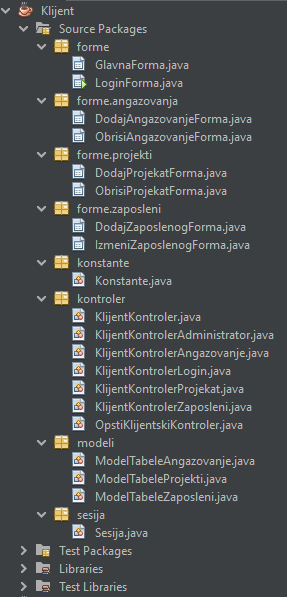 Klijent
Source Packages
forme
GlavnaForma.java
LoginForma.java
forme.angazovanja
DodajAngazovanjeForma.java
ObrisiAngazovanjeForma.java
forme.projekti
DodajProjekatForma.java
ObrisiProjekatForma.java
forme.zaposleni
DodajZaposlenogForma.java
IzmeniZaposlenogForma.java
konstante
Konstante.java
kontroler
KlijentKontroler.java
KlijentKontrolerAdministrator.java
KlijentKontrolerAngazovanje.java
KlijentKontrolerLogin.java
KlijentKontrolerProjekat.java
KlijentKontrolerZaposleni.java
OpstiKlijentskiKontroler.java
modeli
ModelTabeleAngazovanje.java
ModelTabeleProjekti.java
ModelTabeleZaposleni.java
sesija
Sesija.java
Test Packages
Libraries
Test Libraries